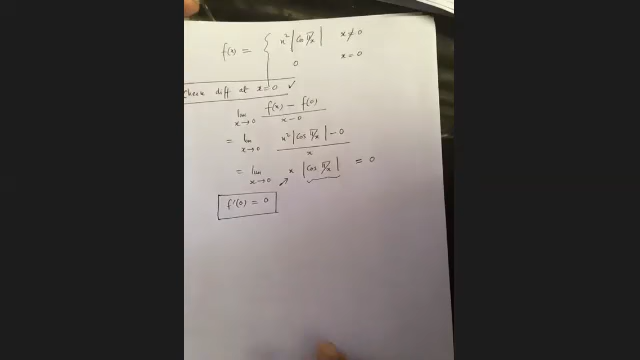 f(x) = { x² |Cos π/x| x ≠ 0
0 x = 0
Check diff at x = 0 ✓
lim x→0 f(x) − f(0) / x − 0
= lim x→0 x² |Cos π/x| − 0 / x
= lim x→0 x |Cos π/x| = 0
f'(0) = 0